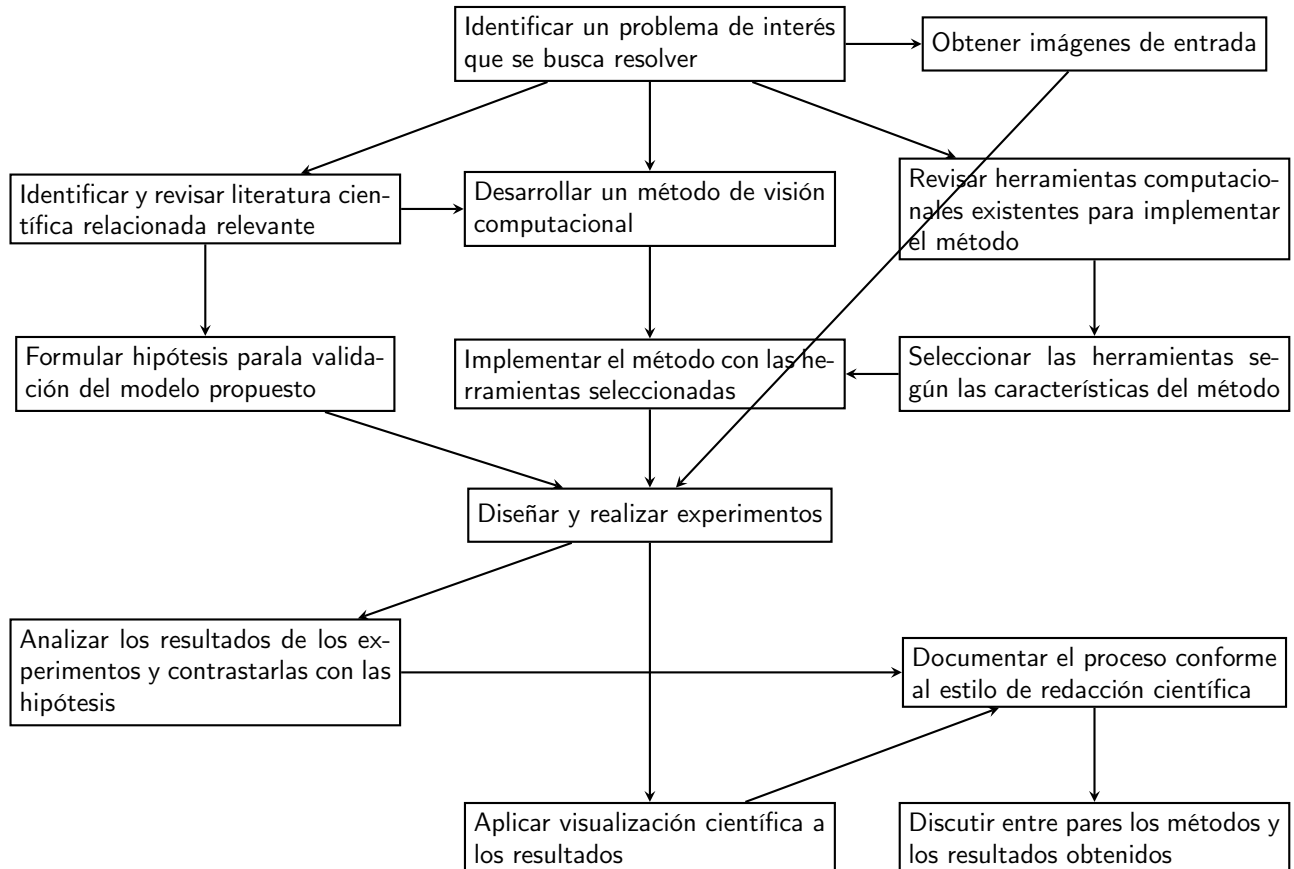 Identificar un problema de interés
que se busca resolver
Obtener imágenes de entrada
Identificar y revisar literatura cien-
tífica relacionada relevante
Desarrollar un método de visión
computacional
Revisar herramientas computacio-
nales existentes para implementar
el método
Formular hipótesis parala valida-
ción del modelo propuesto
Implementar el método con las he-
rramientas seleccionadas
Seleccionar las herramientas se-
gún las características del método
Diseñar y realizar experimentos
Analizar los resultados de los ex-
perimentos y contrastarlas con las
hipótesis
Documentar el proceso conforme
al estilo de redacción científica
Aplicar visualización científica a
los resultados
Discutir entre pares los métodos y
los resultados obtenidos